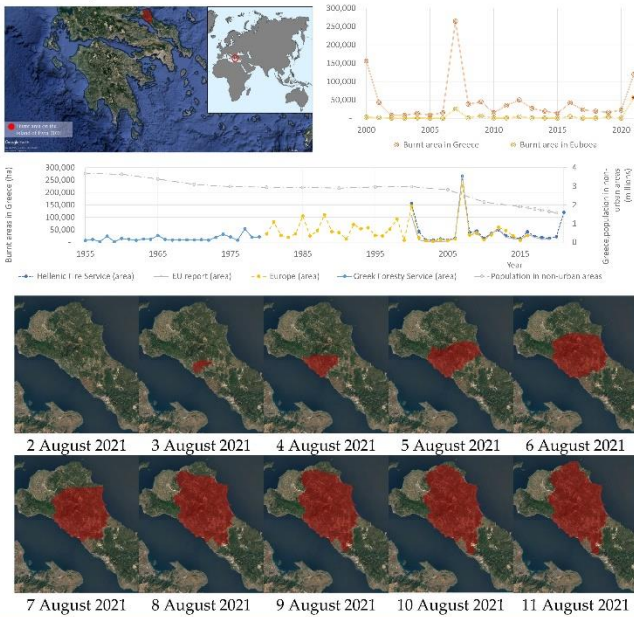 300,000
250,000
200,000
150,000
100,000
50,000
2000 2005 2010 2015 2020
Burnt area in Greece
Burnt area in Euboea
Burnt area on the
island of Evia 2021
Google Earth
Burnt areas in Greece (ha)
300,000
250,000
200,000
150,000
100,000
50,000
-
4
3
2
1
0
Greece population in non-
urban areas
(millions)
1955 1965 1975 1985 1995 2005 2015
Year
Hellenic Fire Service (area)
EU report (area)
Europe (area)
Greek Forestry Service (area)
Population in non-urban areas
2 August 2021
3 August 2021
4 August 2021
5 August 2021
6 August 2021
7 August 2021
8 August 2021
9 August 2021
10 August 2021
11 August 2021